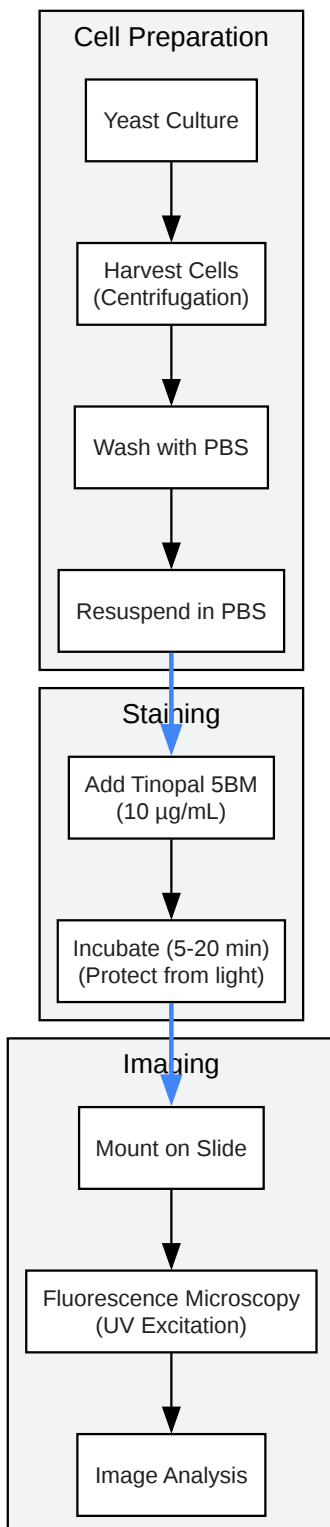 Cell Preparation
Yeast Culture
Harvest Cells
(Centrifugation)
Wash with PBS
Resuspend in PBS
Staining
Add Tinopal 5BM
(10 µg/mL)
Incubate (5-20 min)
(Protect from light)
Imaging
Mount on Slide
Fluorescence Microscopy
(UV Excitation)
Image Analysis